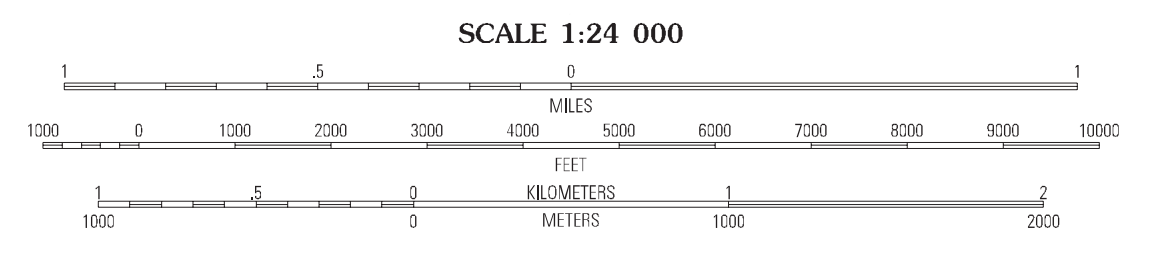 SCALE 1:24 000
1 .5 0 1
MILES
1000 0 1000 2000 3000 4000 5000 6000 7000 8000 9000 10000
FEET
1 .5 0 KILOMETERS 1 2
1000 0 METERS 1000 2000